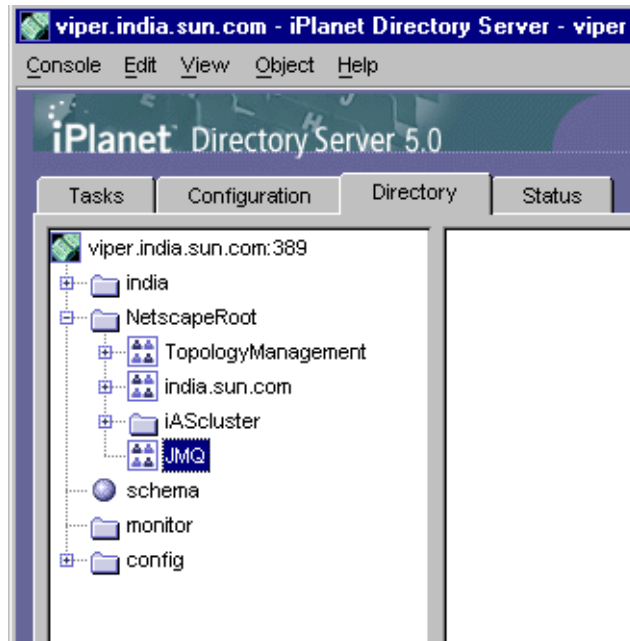 viper.india.sun.com - iPlanet Directory Server - viper
Console Edit View Object Help
iPlanet Directory Server 5.0
Tasks Configuration Directory Status
viper.india.sun.com:389
india
NetscapeRoot
TopologyManagement
india.sun.com
iAScluster
JMQ
schema
monitor
config